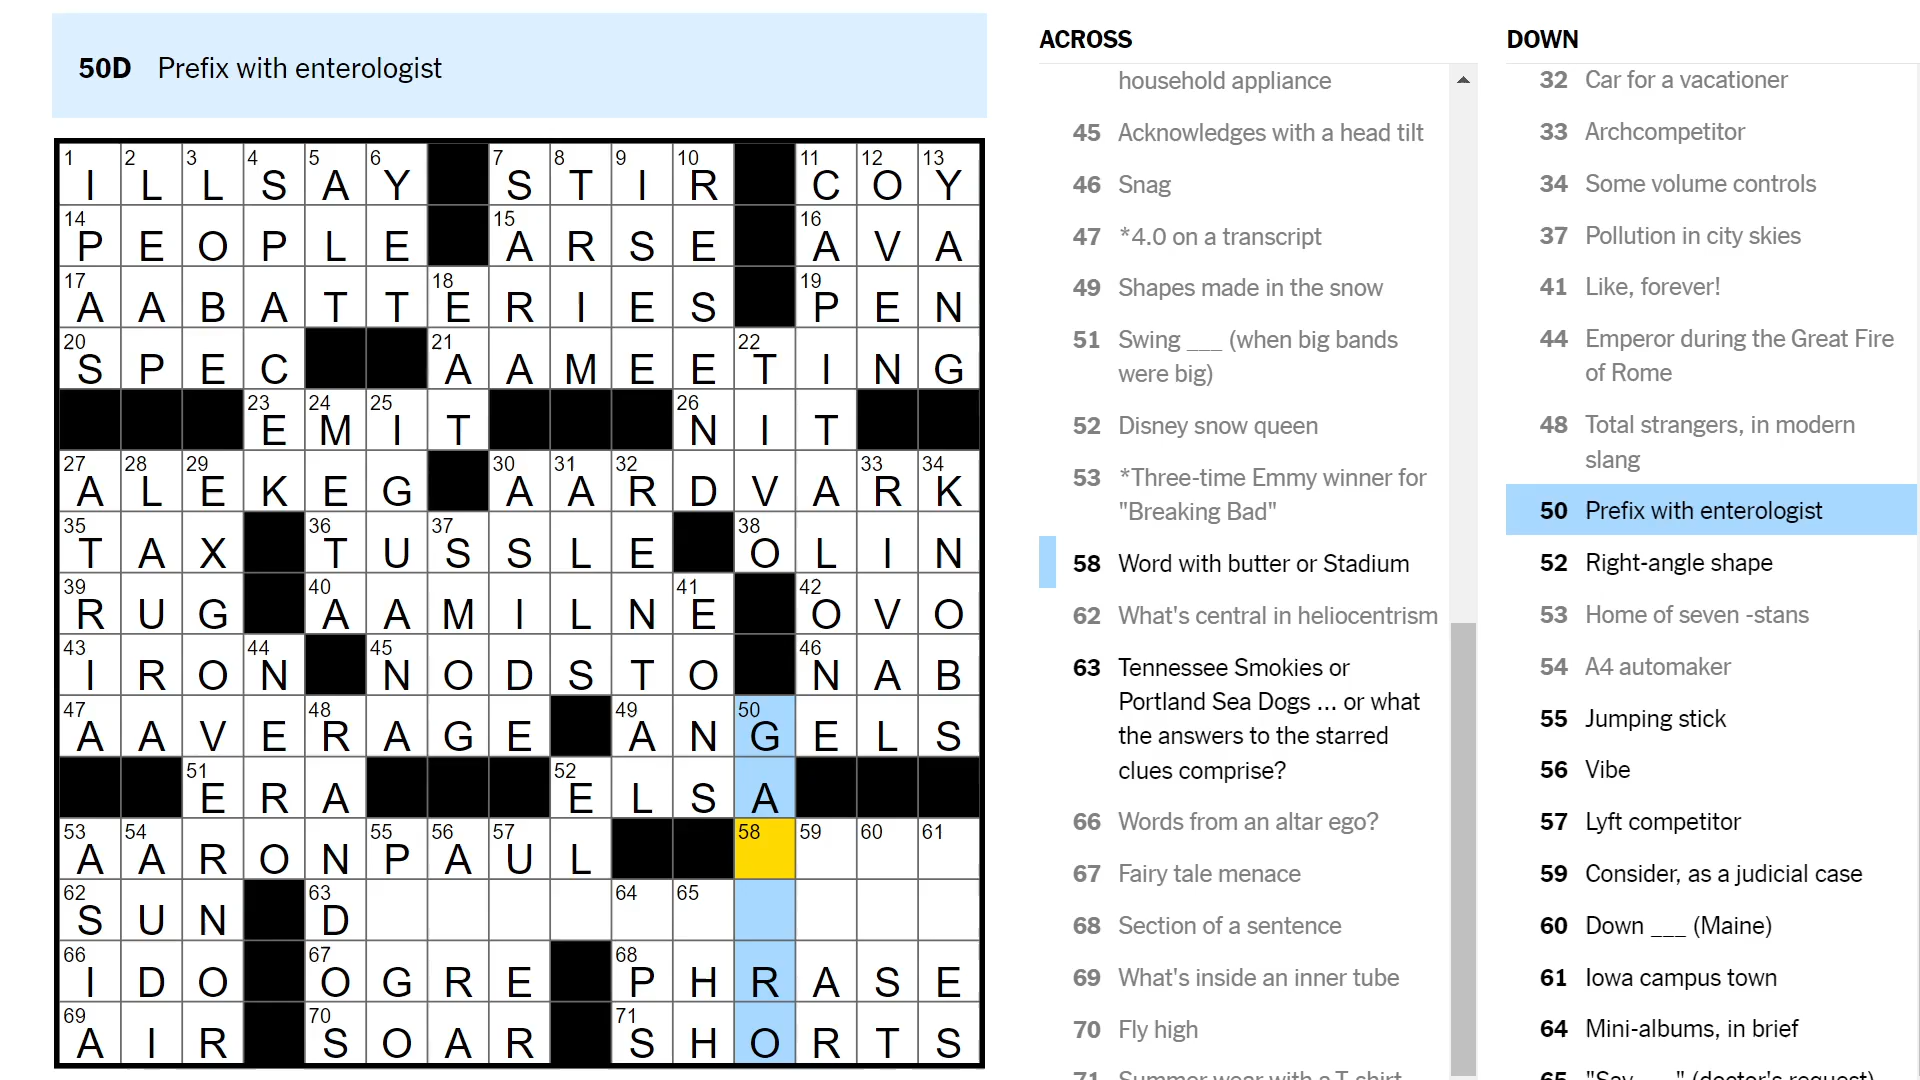 50D Prefix with enterologist
1 2 3 4 5 6 7 8 9 10 11 12 13
I L L S A Y S T I R C O Y
14 15 16
P E O P L E A R S E A V A
17 18 19
A A B A T T E R I E S P E N
20 21 22
S P E C A A M E E T I N G
23 24 25 26
E M I T N I T
27 28 29 30 31 32 33 34
A L E K E G A A R D V A R K
35 36 37 38
T A X T U S S L E O L I N
39 40 41 42
R U G A A M I L N E O V O
43 44 45 46
I R O N N O D S T O N A B
47 48 49 50
A A V E R A G E A N G E L S
51 52
E R A E L S A
53 54 55 56 57 58 59 60 61
A A R O N P A U L
62 63 64 65
S U N D
66 67 68
I D O O G R E P H R A S E
69 70 71
A I R S O A R S H O R T S
ACROSS
household appliance
45 Acknowledges with a head tilt
46 Snag
47 *4.0 on a transcript
49 Shapes made in the snow
51 Swing ___ (when big bands
were big)
52 Disney snow queen
53 *Three-time Emmy winner for
"Breaking Bad"
58 Word with butter or Stadium
62 What's central in heliocentrism
63 Tennessee Smokies or
Portland Sea Dogs ... or what
the answers to the starred
clues comprise?
66 Words from an altar ego?
67 Fairy tale menace
68 Section of a sentence
69 What's inside an inner tube
70 Fly high
71 Summer wear with a T-shirt
DOWN
32 Car for a vacationer
33 Archcompetitor
34 Some volume controls
37 Pollution in city skies
41 Like, forever!
44 Emperor during the Great Fire
of Rome
48 Total strangers, in modern
slang
50 Prefix with enterologist
52 Right-angle shape
53 Home of seven -stans
54 A4 automaker
55 Jumping stick
56 Vibe
57 Lyft competitor
59 Consider, as a judicial case
60 Down ___ (Maine)
61 Iowa campus town
64 Mini-albums, in brief
65 "Say ___" (doctor's request)